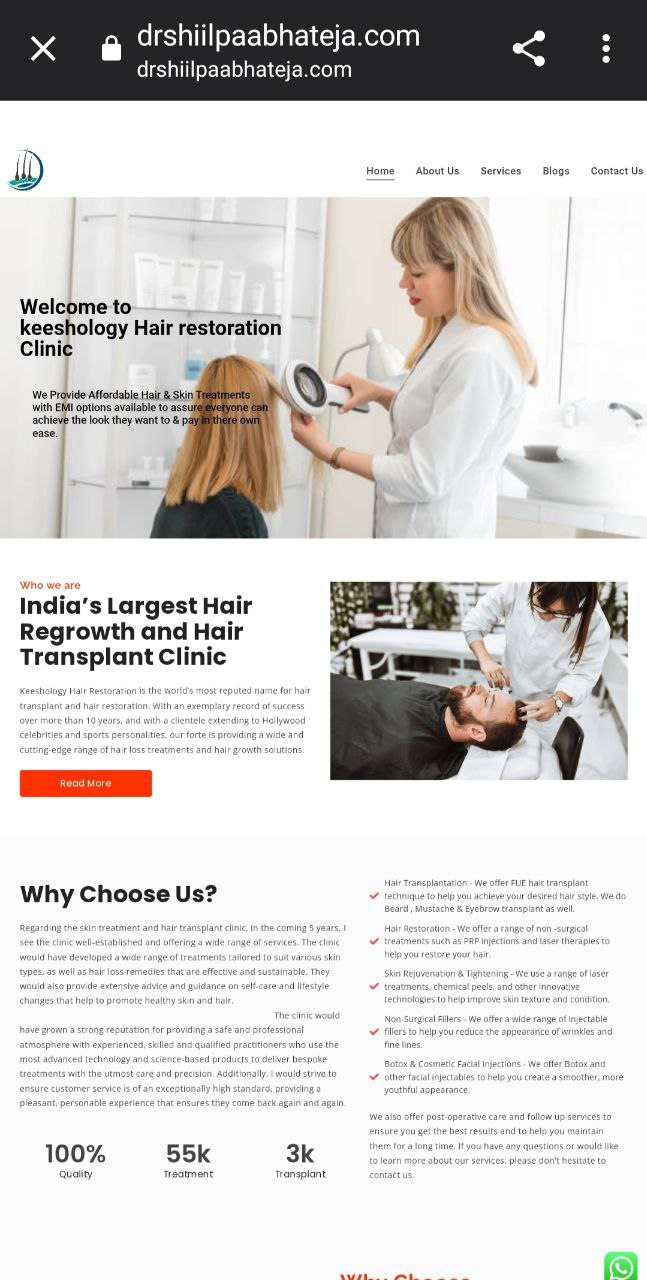 drshiilpaabhateja.com
drshiilpaabhateja.com
Home About Us Services Blogs Contact Us
Welcome to
keeshology Hair restoration
Clinic
We Provide Affordable Hair & Skin Treatments
with EMI options available to assure everyone can
achieve the look they want to & pay in there own
ease.
Who we are
India’s Largest Hair
Regrowth and Hair
Transplant Clinic
Keeshology Hair Restoration is the world’s most reputed name for hair
transplant and hair restoration. With an exemplary record of success
over more than 10 years, and with a clientele extending to Hollywood
celebrities and sports personalities, our forte is providing a wide and
cutting-edge range of hair loss treatments and hair growth solutions.
Read More
Why Choose Us?
Regarding the skin treatment and hair transplant clinic, in the coming 5 years, I
see the clinic well-established and offering a wide range of services. The clinic
would have developed a wide range of treatments tailored to suit various skin
types, as well as hair loss remedies that are effective and sustainable. They
would also provide extensive advice and guidance on self-care and lifestyle
changes that help to promote healthy skin and hair.
The clinic would
have grown a strong reputation for providing a safe and professional
atmosphere with experienced, skilled and qualified practitioners who use the
most advanced technology and science-based products to deliver bespoke
treatments with the utmost care and precision. Additionally, I would strive to
ensure customer service is of an exceptionally high standard, providing a
pleasant, personable experience that ensures they come back again and again.
100% 55k 3k
Quality Treatment Transplant
Hair Transplantation - We offer FUE hair transplant
technique to help you achieve your desired hair style. We do
Beard , Mustache & Eyebrow transplant as well.
Hair Restoration - We offer a range of non -surgical
treatments such as PRP injections and laser therapies to
help you restore your hair.
Skin Rejuvenation & Tightening - We use a range of laser
treatments, chemical peels, and other innovative
technologies to help improve skin texture and condition.
Non-Surgical Fillers - We offer a wide range of injectable
fillers to help you reduce the appearance of wrinkles and
fine lines.
Botox & Cosmetic Facial Injections - We offer Botox and
other facial injectables to help you create a smoother, more
youthful appearance.
We also offer post-operative care and follow up services to
ensure you get the best results and to help you maintain
them for a long time. If you have any questions or would like
to learn more about our services, please don’t hesitate to
contact us.
Why Choose